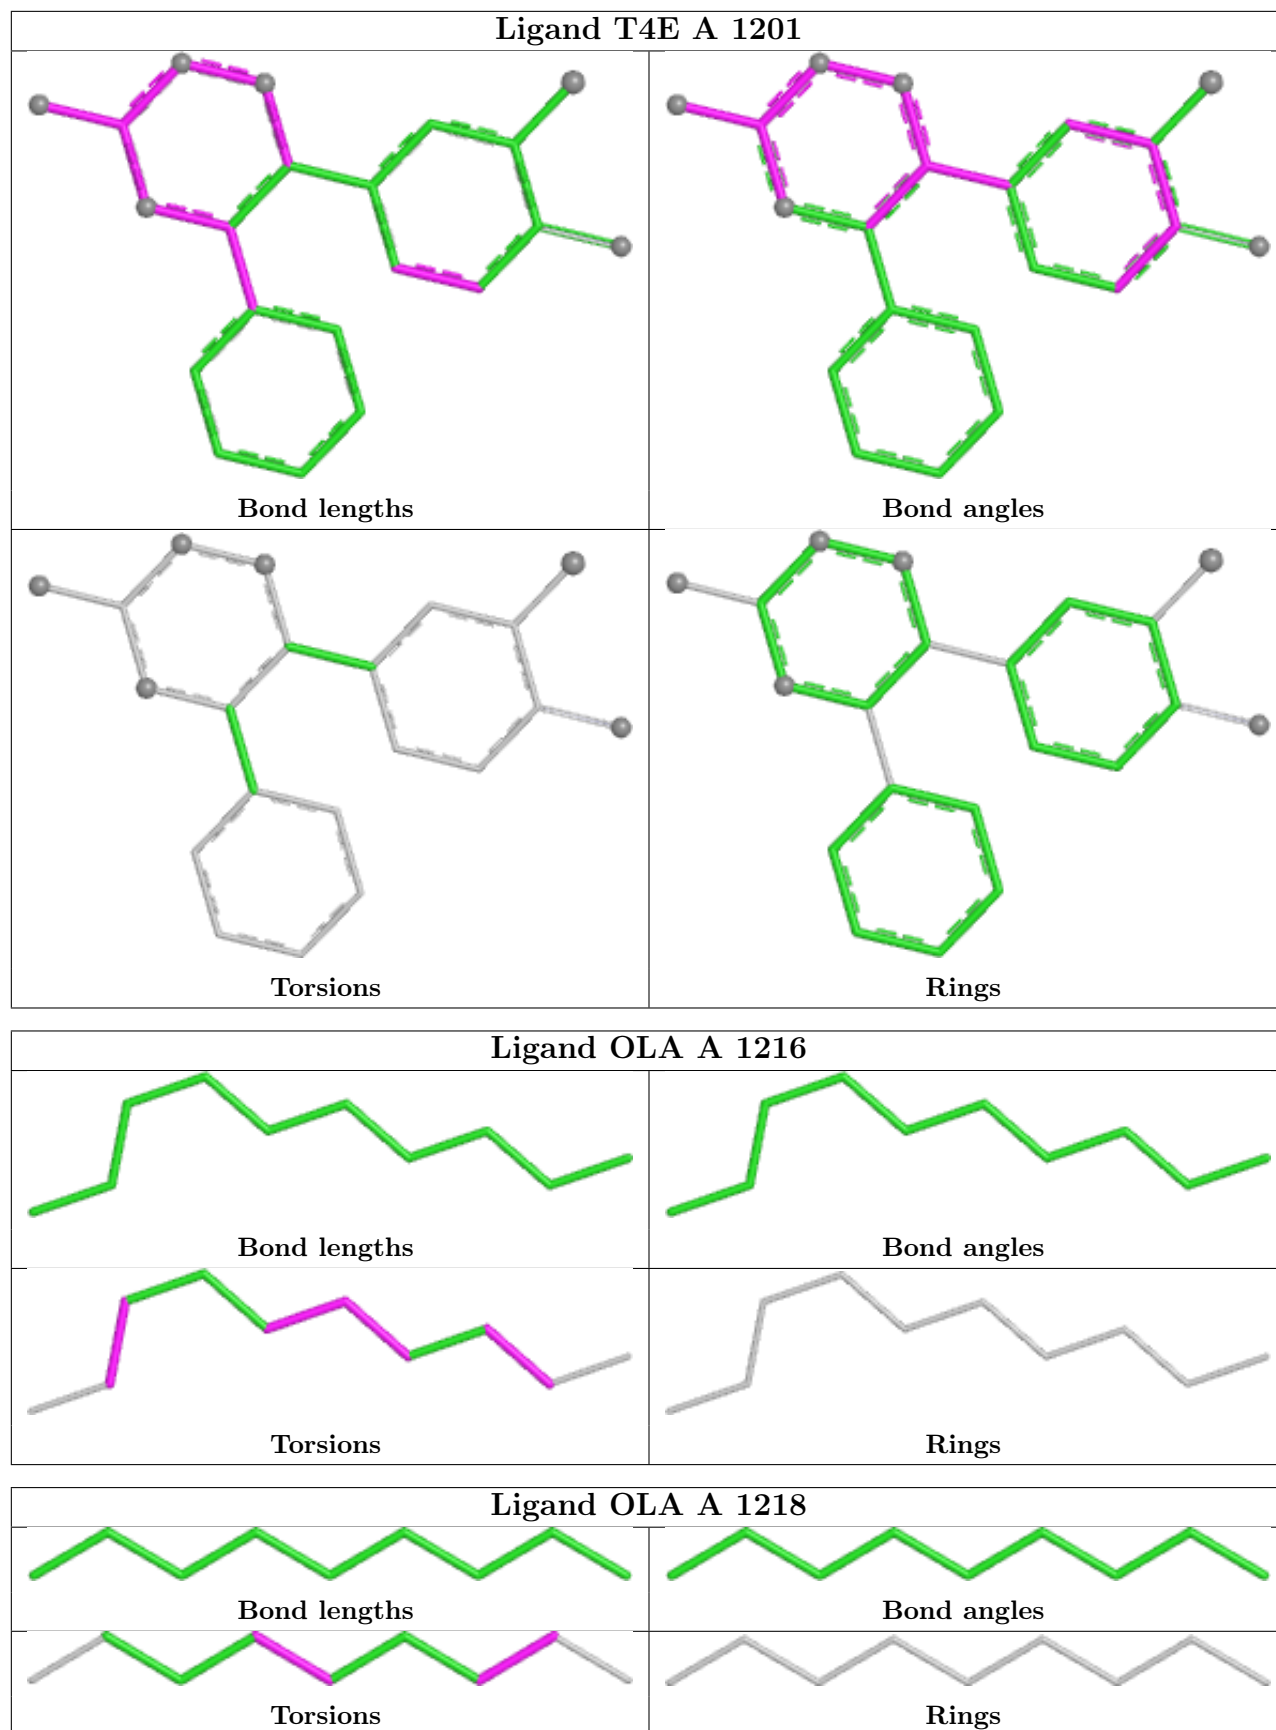 Ligand T4E A 1201
Bond lengths
Bond angles
Torsions
Rings
Ligand OLA A 1216
Bond lengths
Bond angles
Torsions
Rings
Ligand OLA A 1218
Bond lengths
Bond angles
Torsions
Rings